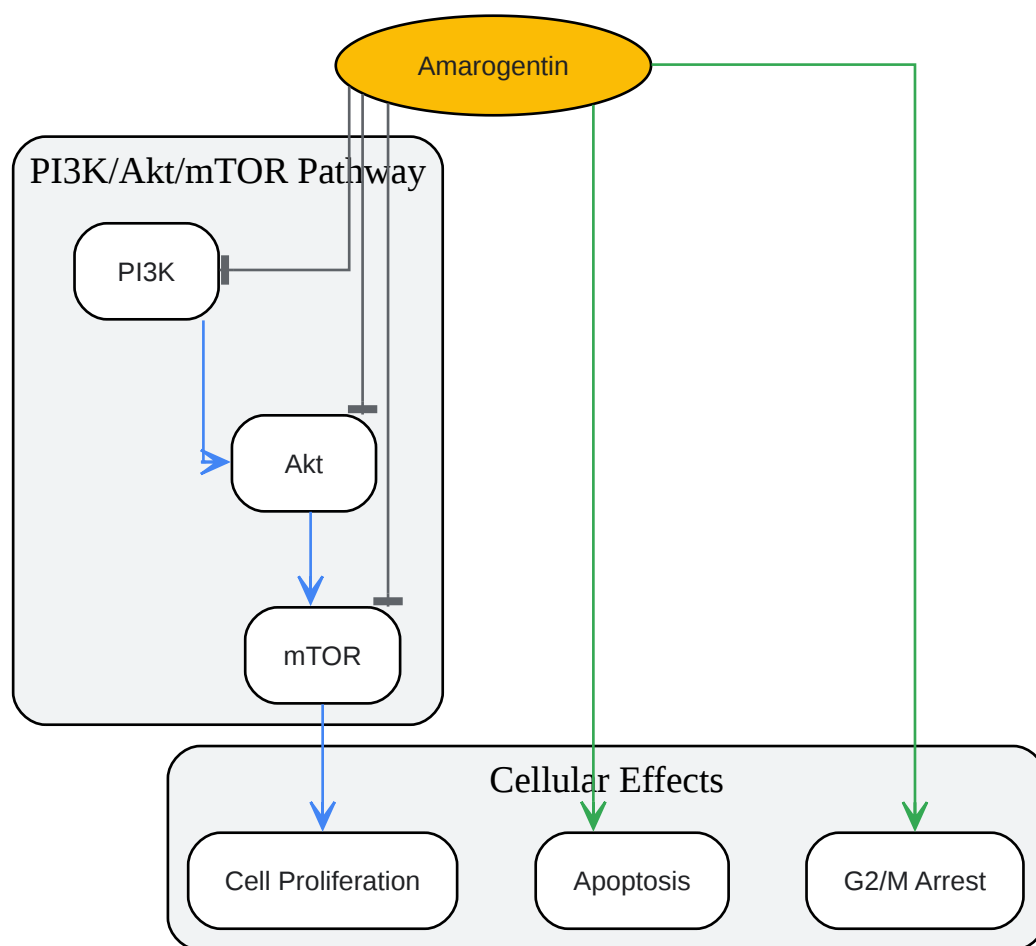 Amarogentin
PI3K/Akt/mTOR Pathway
PI3K
Akt
mTOR
Cellular Effects
Cell Proliferation
Apoptosis
G2/M Arrest